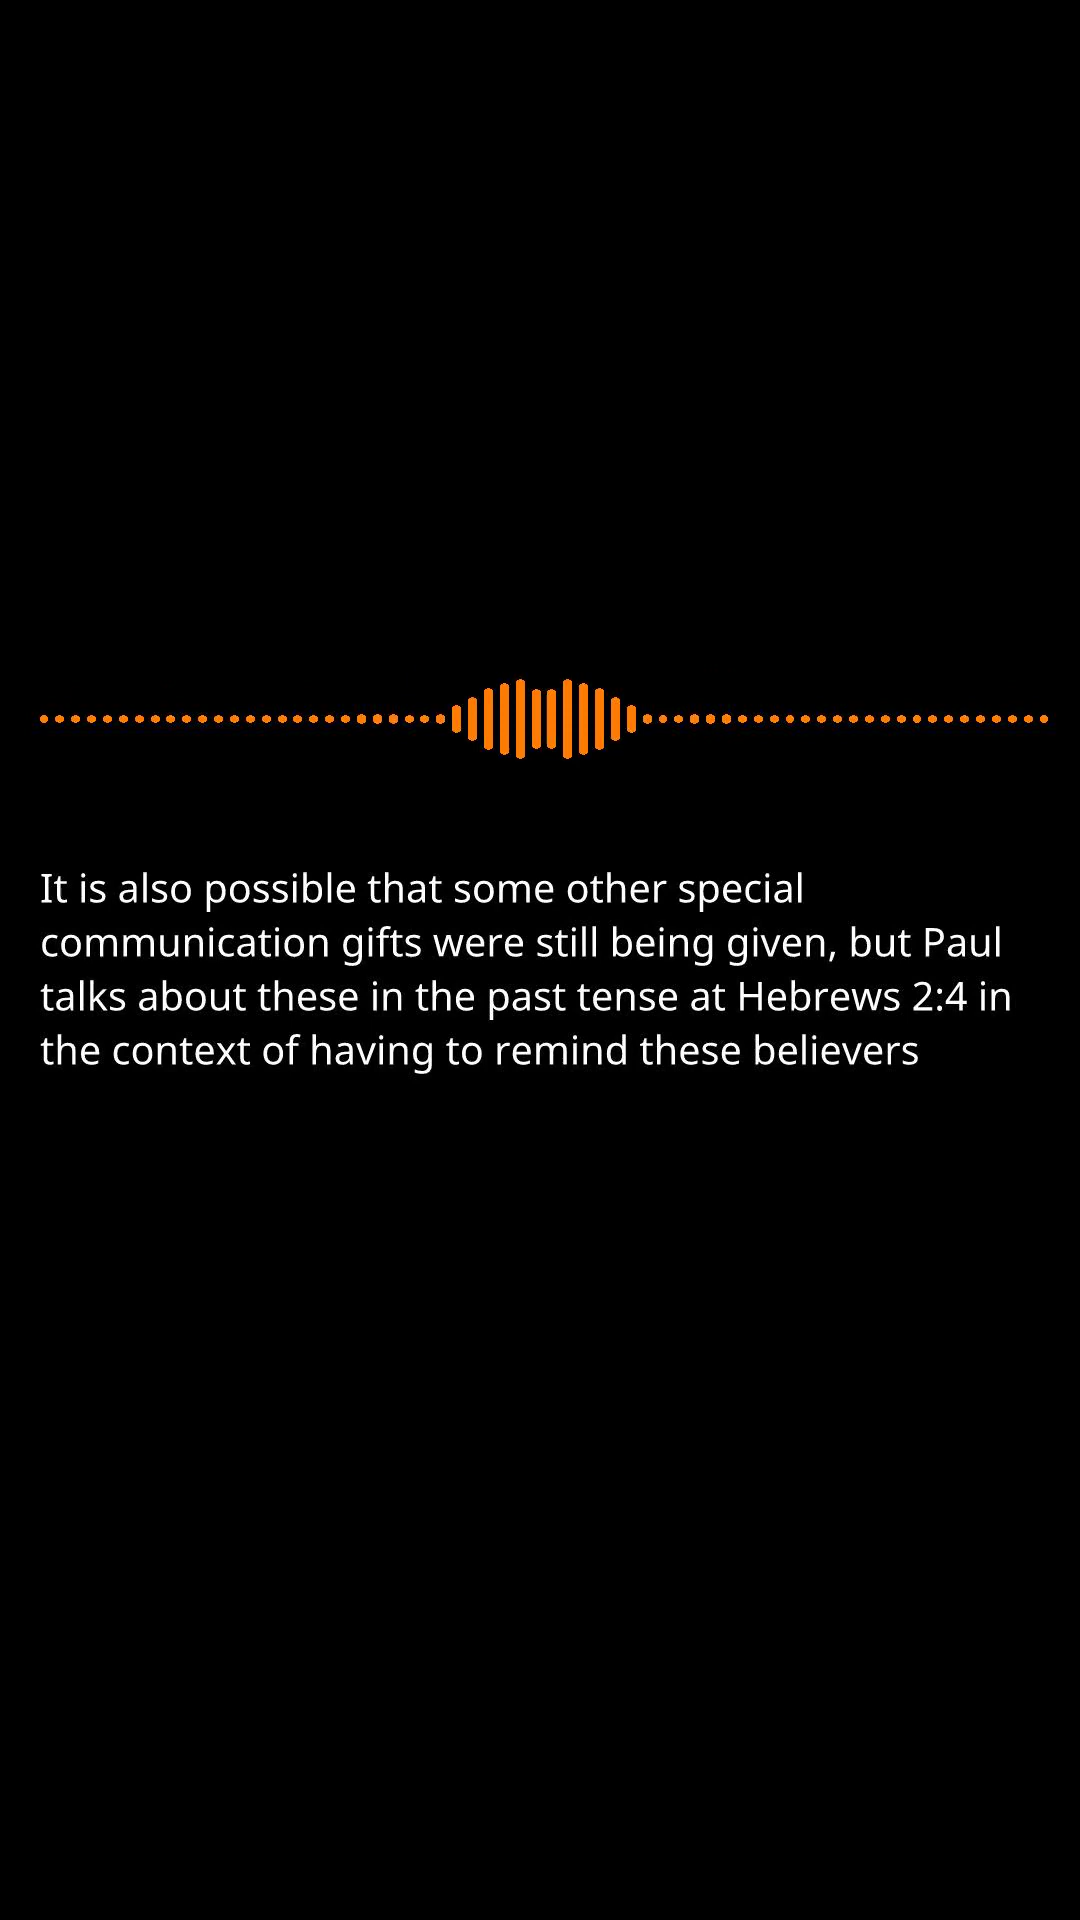 It is also possible that some other special
communication gifts were still being given, but Paul
talks about these in the past tense at Hebrews 2:4 in
the context of having to remind these believers